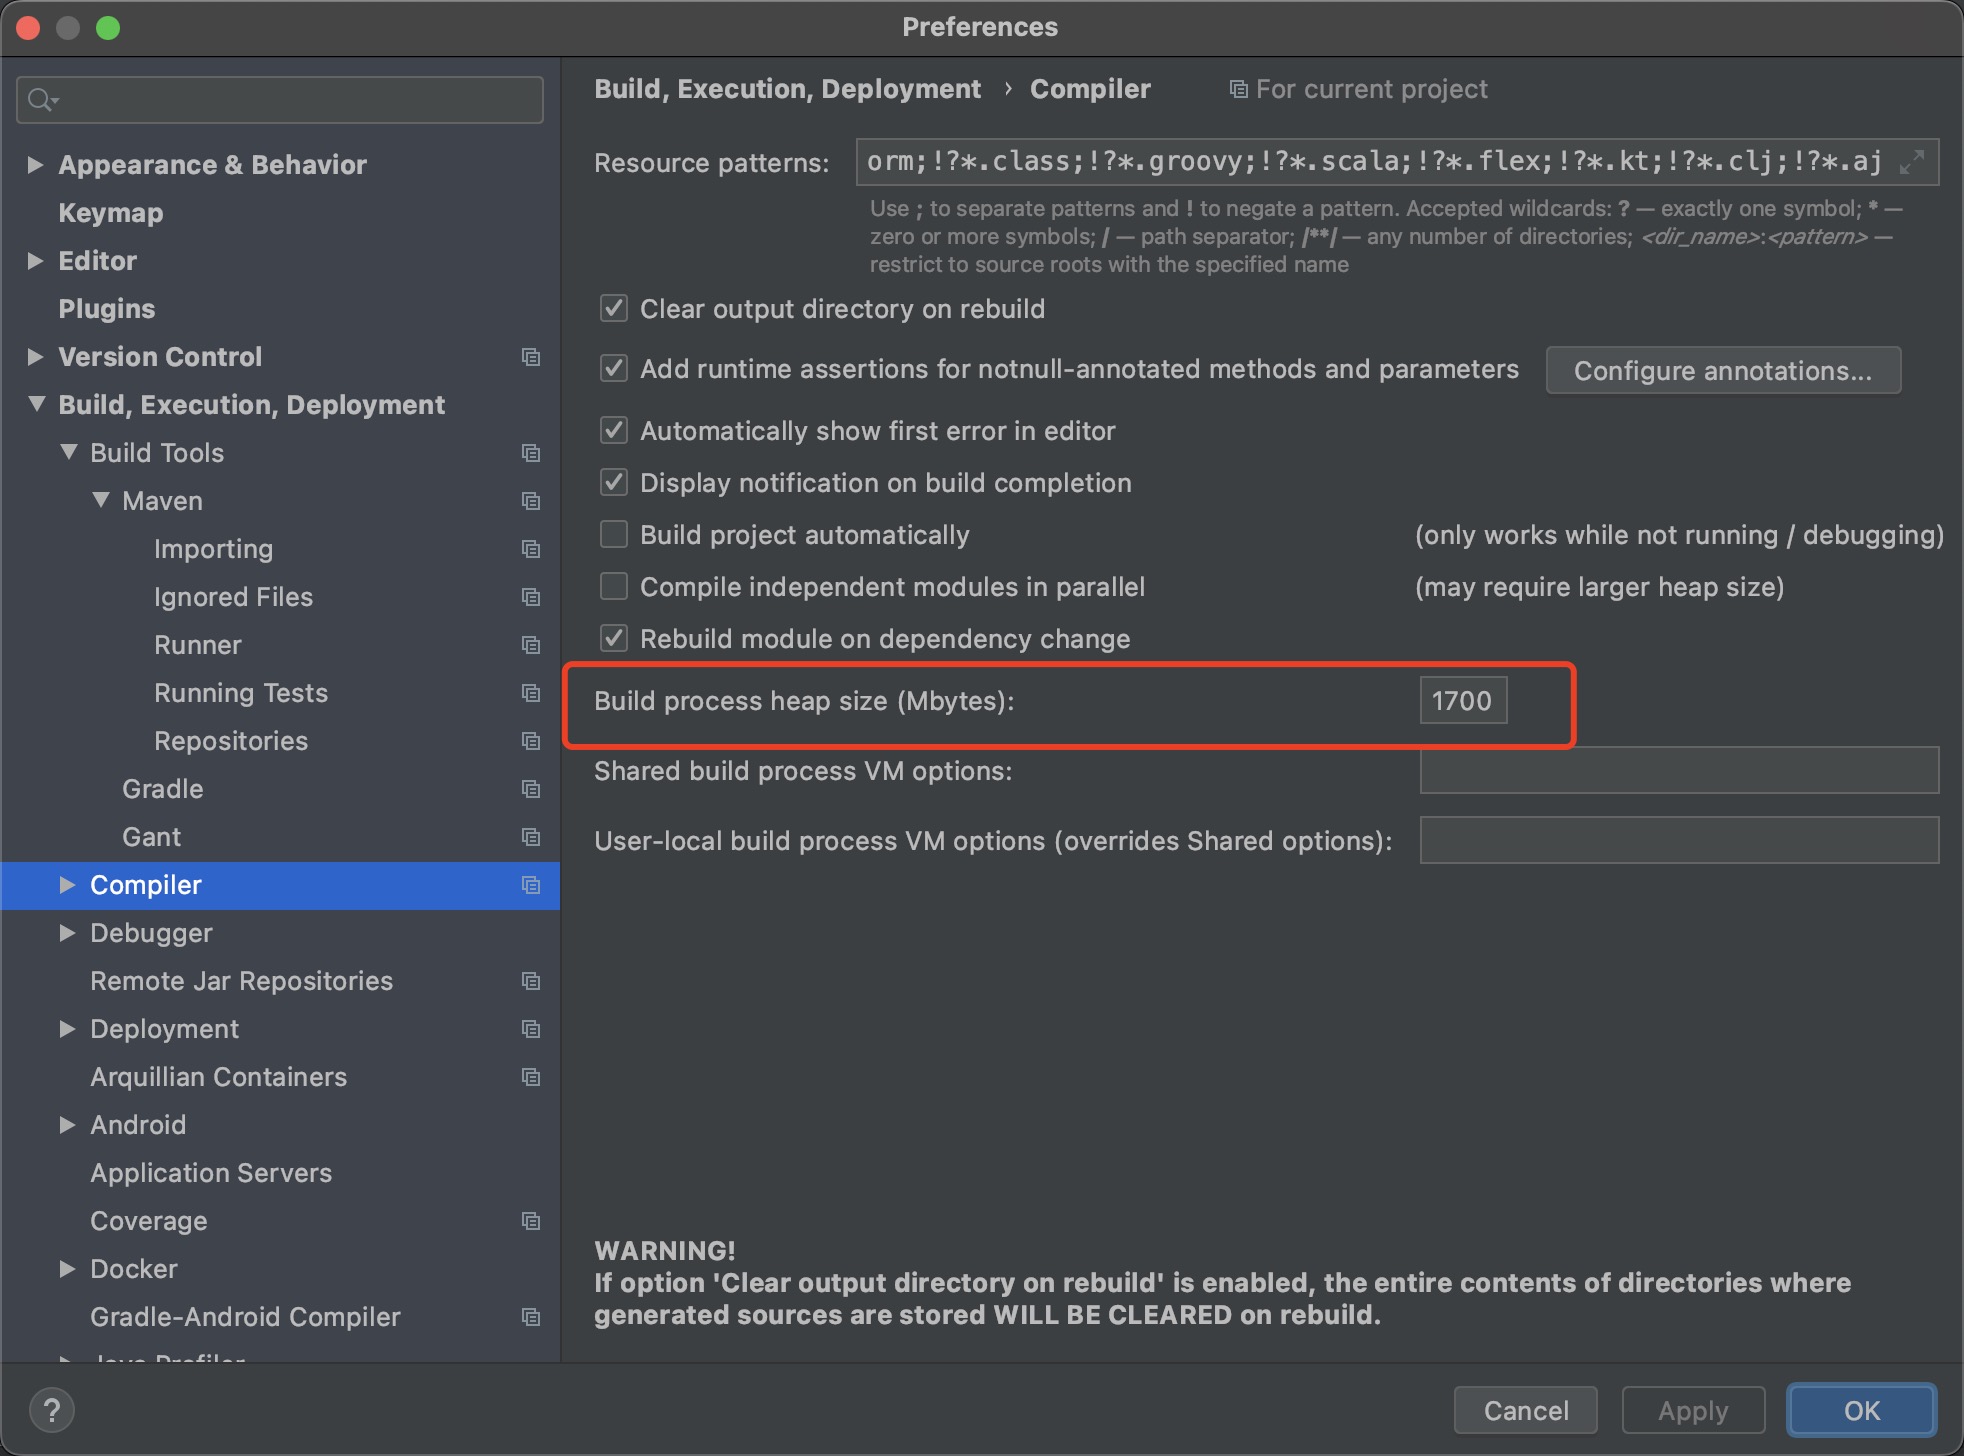 Preferences
Appearance & Behavior
Keymap
Editor
Plugins
Version Control
Build, Execution, Deployment
Build Tools
Maven
Importing
Ignored Files
Runner
Running Tests
Repositories
Gradle
Gant
Compiler
Debugger
Remote Jar Repositories
Deployment
Arquillian Containers
Android
Application Servers
Coverage
Docker
Gradle-Android Compiler
Java Profiler
Build, Execution, Deployment › Compiler For current project
Resource patterns: orm;!?*.class;!?*.groovy;!?*.scala;!?*.flex;!?*.kt;!?*.clj;!?*.aj
Use ; to separate patterns and ! to negate a pattern. Accepted wildcards: ? — exactly one symbol; * —
zero or more symbols; / — path separator; /**/ — any number of directories; <dir_name>:<pattern> —
restrict to source roots with the specified name
Clear output directory on rebuild
Add runtime assertions for notnull-annotated methods and parameters Configure annotations...
Automatically show first error in editor
Display notification on build completion
Build project automatically (only works while not running / debugging)
Compile independent modules in parallel (may require larger heap size)
Rebuild module on dependency change
Build process heap size (Mbytes): 1700
Shared build process VM options:
User-local build process VM options (overrides Shared options):
WARNING!
If option 'Clear output directory on rebuild' is enabled, the entire contents of directories where
generated sources are stored WILL BE CLEARED on rebuild.
? Cancel Apply OK